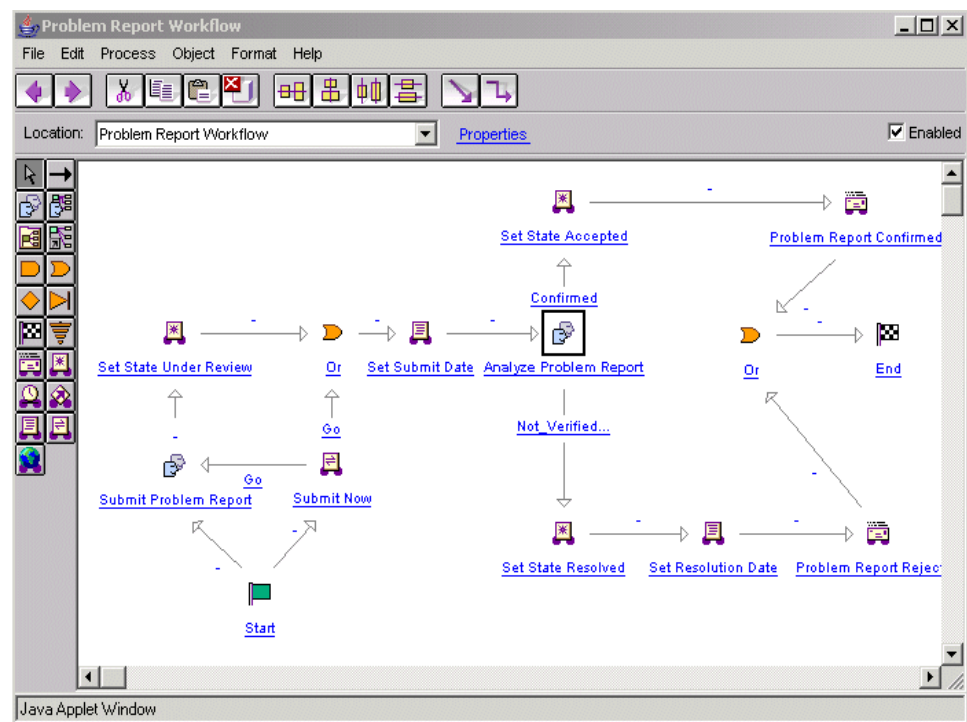 Problem Report Workflow
File Edit Process Object Format Help
Location: Problem Report Workflow Properties Enabled
Set State Accepted
Problem Report Confirmed
Confirmed
Set State Under Review
Or
Set Submit Date
Analyze Problem Report
Or
End
Go
Not_Verified...
Go
Submit Problem Report
Submit Now
Set State Resolved
Set Resolution Date
Problem Report Rejec
Start
Java Applet Window